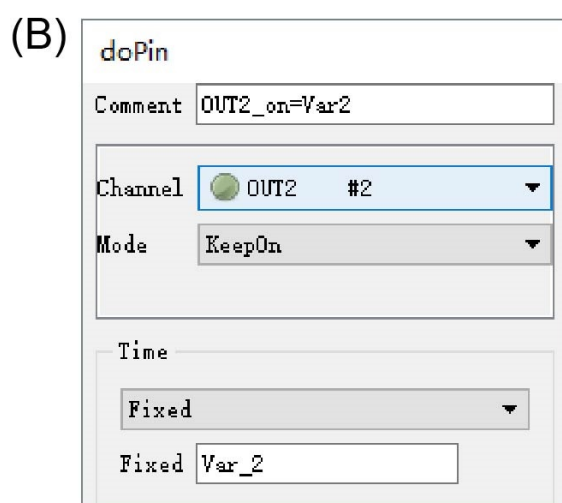 (B)
doPin
Comment OUT2_on=Var2
Channel OUT2 #2
Mode KeepOn
Time
Fixed
Fixed Var_2